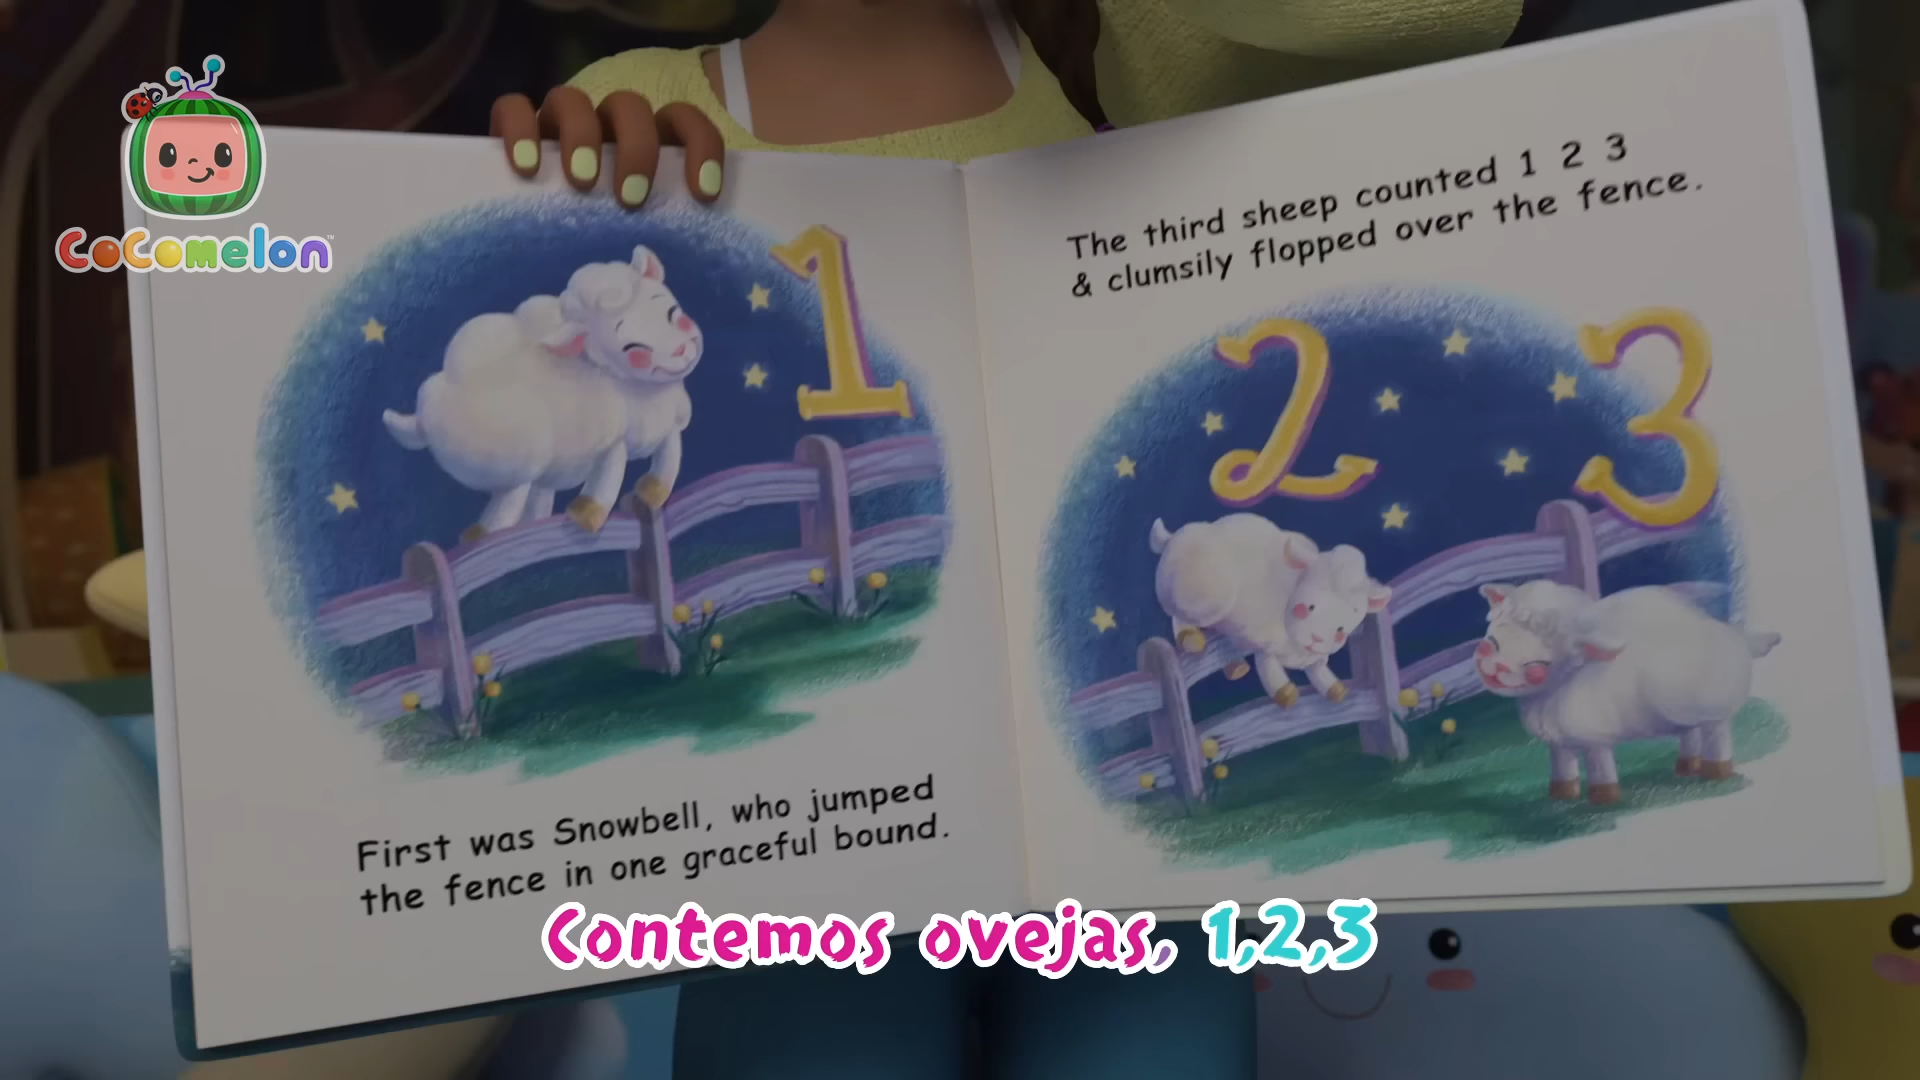 CoComelon
1
First was Snowbell, who jumped
the fence in one graceful bound.
The third sheep counted 1 2 3
& clumsily flopped over the fence.
2 3
Contemos ovejas, 1,2,3